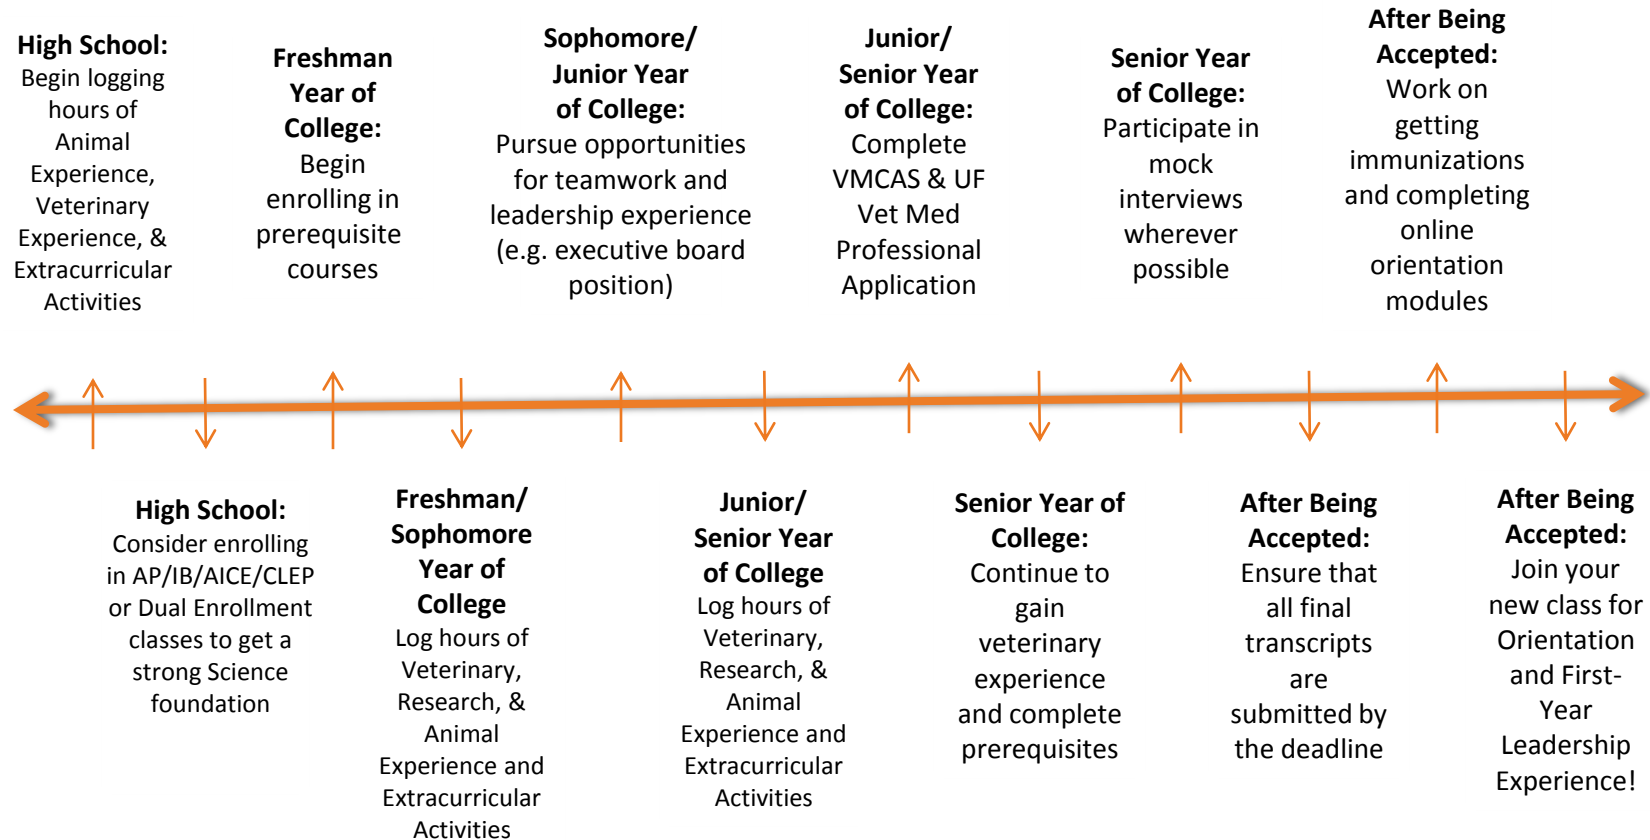 High School:
Begin logging
hours of
Animal
Experience,
Veterinary
Experience, &
Extracurricular
Activities
Freshman
Year of
College:
Begin
enrolling in
prerequisite
courses
Sophomore/
Junior Year
of College:
Pursue opportunities
for teamwork and
leadership experience
(e.g. executive board
position)
Junior/
Senior Year
of College:
Complete
VMCAS & UF
Vet Med
Professional
Application
Senior Year
of College:
Participate in
mock
interviews
wherever
possible
After Being
Accepted:
Work on
getting
immunizations
and completing
online
orientation
modules
High School:
Consider enrolling
in AP/IB/AICE/CLEP
or Dual Enrollment
classes to get a
strong Science
foundation
Freshman/
Sophomore
Year of
College
Log hours of
Veterinary,
Research, &
Animal
Experience and
Extracurricular
Activities
Junior/
Senior Year
of College
Log hours of
Veterinary,
Research, &
Animal
Experience and
Extracurricular
Activities
Senior Year of
College:
Continue to
gain
veterinary
experience
and complete
prerequisites
After Being
Accepted:
Ensure that
all final
transcripts
are
submitted by
the deadline
After Being
Accepted:
Join your
new class for
Orientation
and First-
Year
Leadership
Experience!